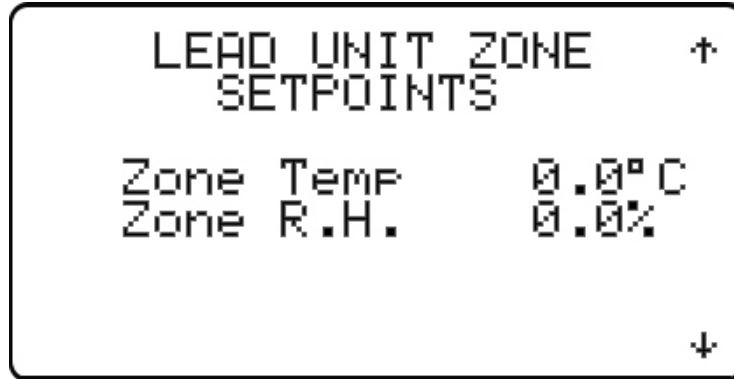 LEAD UNIT ZONE ↑
SETPOINTS
Zone Temp 0.0°C
Zone R.H. 0.0%
↓